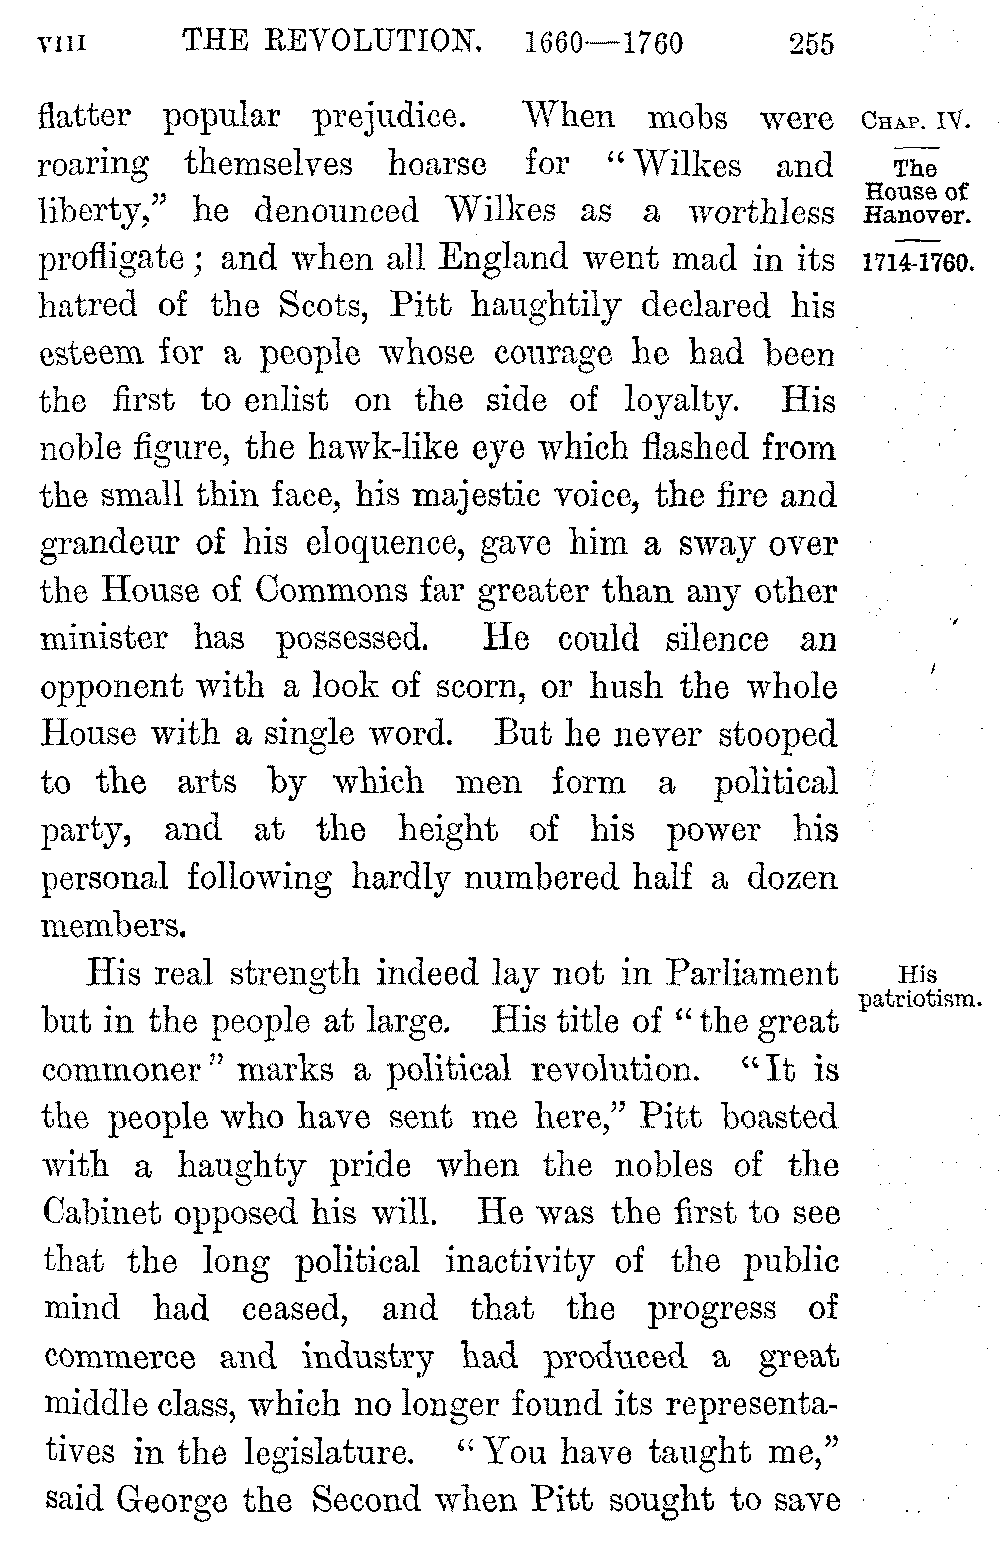 VIII THE REVOLUTION. 1660—1760 255
flatter popular prejudice. When mobs were
roaring themselves hoarse for “Wilkes and
liberty,” he denounced Wilkes as a worthless
profligate; and when all England went mad in its
hatred of the Scots, Pitt haughtily declared his
esteem for a people whose courage he had been
the first to enlist on the side of loyalty. His
noble figure, the hawk-like eye which flashed from
the small thin face, his majestic voice, the fire and
grandeur of his eloquence, gave him a sway over
the House of Commons far greater than any other
minister has possessed. He could silence an
opponent with a look of scorn, or hush the whole
House with a single word. But he never stooped
to the arts by which men form a political
party, and at the height of his power his
personal following hardly numbered half a dozen
members.
CHAP. IV.
The
House of
Hanover.
1714-1760.
His real strength indeed lay not in Parliament
but in the people at large. His title of “the great
commoner” marks a political revolution. “It is
the people who have sent me here,” Pitt boasted
with a haughty pride when the nobles of the
Cabinet opposed his will. He was the first to see
that the long political inactivity of the public
mind had ceased, and that the progress of
commerce and industry had produced a great
middle class, which no longer found its representa-
tives in the legislature. “You have taught me,”
said George the Second when Pitt sought to save
His
patriotism.